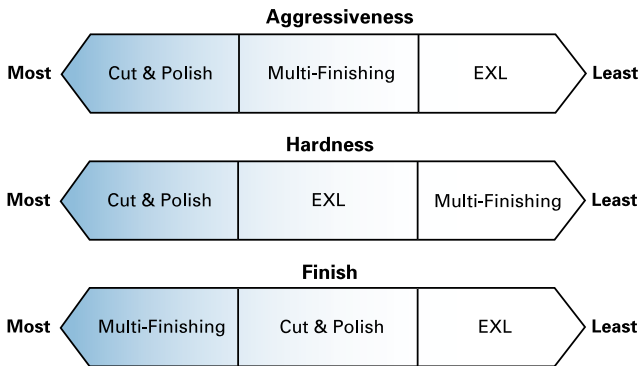 Aggressiveness
Most Cut & Polish Multi-Finishing EXL Least
Hardness
Most Cut & Polish EXL Multi-Finishing Least
Finish
Most Multi-Finishing Cut & Polish EXL Least